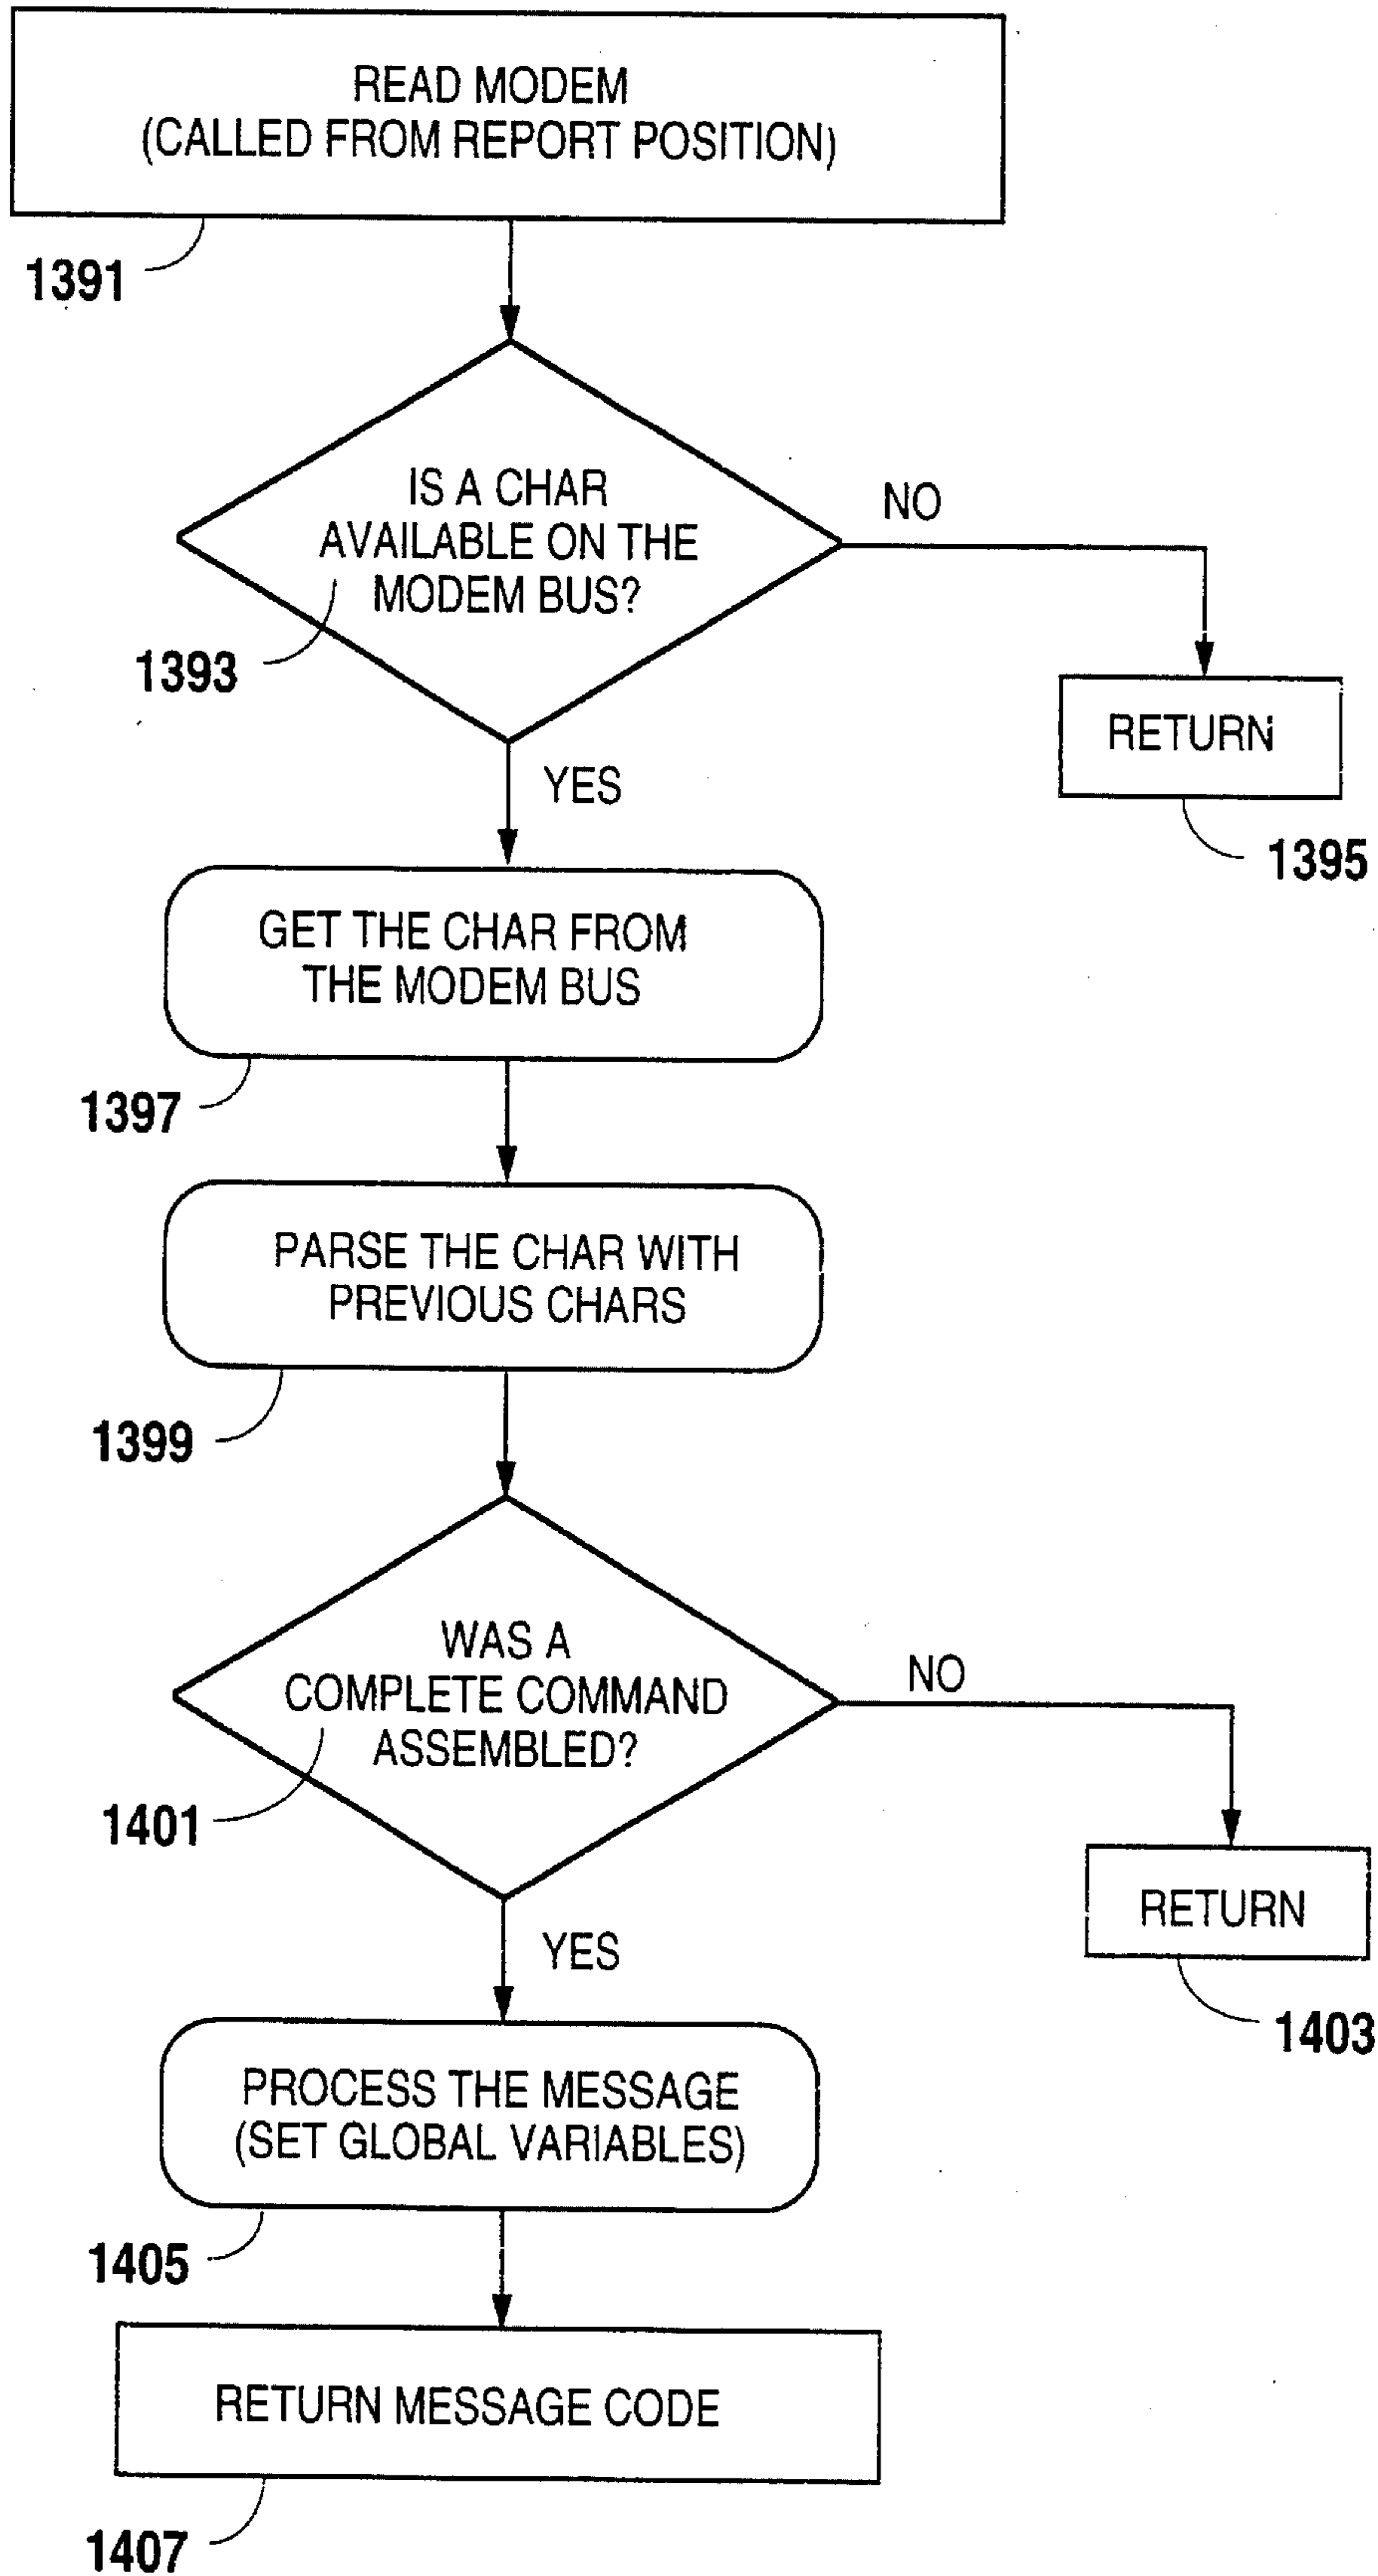 READ MODEM
(CALLED FROM REPORT POSITION)
1391
IS A CHAR
AVAILABLE ON THE
MODEM BUS?
NO
1393
RETURN
YES
1395
GET THE CHAR FROM
THE MODEM BUS
1397
PARSE THE CHAR WITH
PREVIOUS CHARS
1399
WAS A
COMPLETE COMMAND
ASSEMBLED?
NO
1401
RETURN
YES
1403
PROCESS THE MESSAGE
(SET GLOBAL VARIABLES)
1405
RETURN MESSAGE CODE
1407